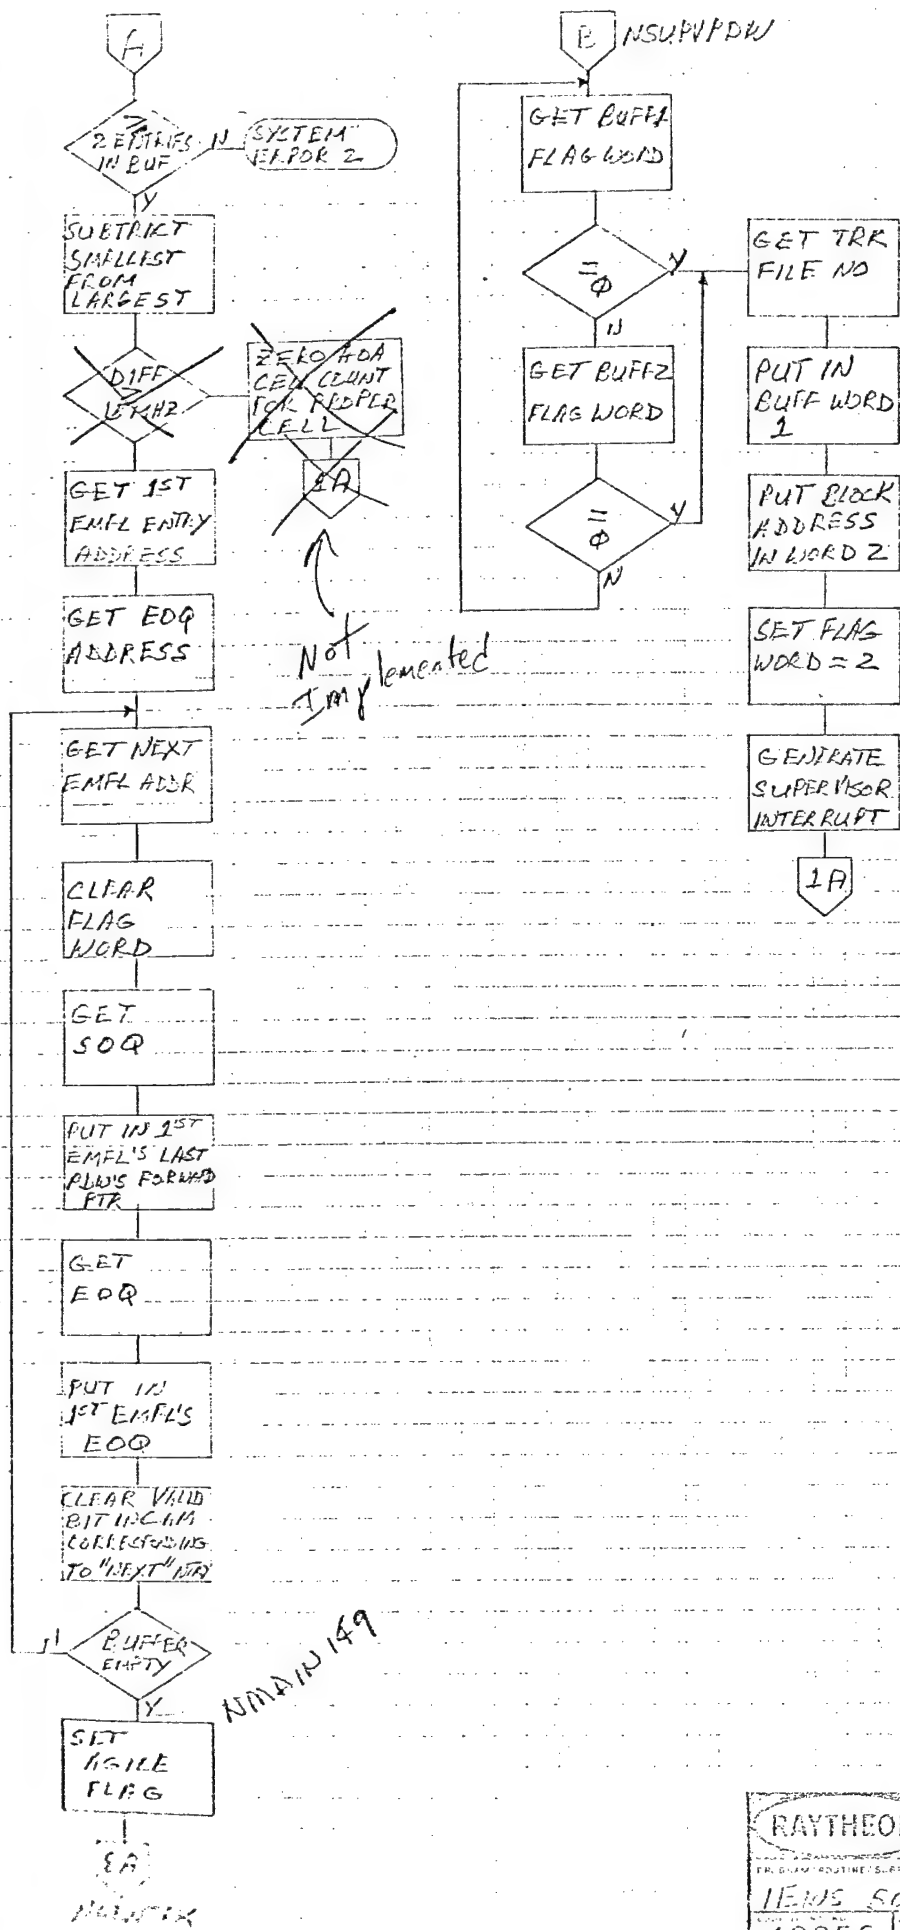 A
≥
2 ENTRIES
IN BUF
N
SYSTEM
ERROR 2
Y
SUBTRACT
SMALLEST
FROM
LARGEST
DIFF
≥
MHZ
ZERO AOA
CELL COUNT
FOR PROPER
CELL
1A
Not
Implemented
GET 1ST
EMFL ENTRY
ADDRESS
GET EOQ
ADDRESS
GET NEXT
EMFL ADDR
CLEAR
FLAG
WORD
GET
SOQ
PUT IN 1ST
EMFL'S LAST
PDW'S FORWRD
PTR
GET
EOQ
PUT IN
1ST EMFL'S
EOQ
CLEAR VALID
BIT IN CAM
CORRESPONDING
TO "NEXT"
BUFFER
EMPTY
N
Y
NMAIN 149
SET
AGILE
FLAG
B
NSUPVPDW
GET BUFF1
FLAG WORD
=
Ø
Y
N
GET BUFF2
FLAG WORD
=
Ø
Y
N
GET TRK
FILE NO
PUT IN
BUFF WORD
1
PUT BLOCK
ADDRESS
IN WORD 2
SET FLAG
WORD = 2
GENERATE
SUPERVISOR
INTERRUPT
1A
RAYTHEO